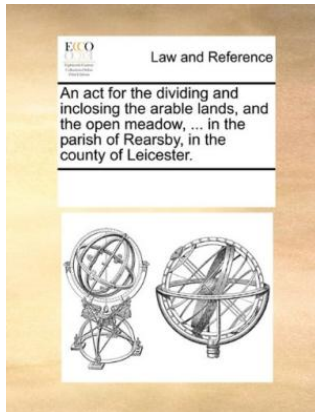 ECCO
Law and Reference
An act for the dividing and
inclosing the arable lands, and
the open meadow, ... in the
parish of Rearsby, in the
county of Leicester.